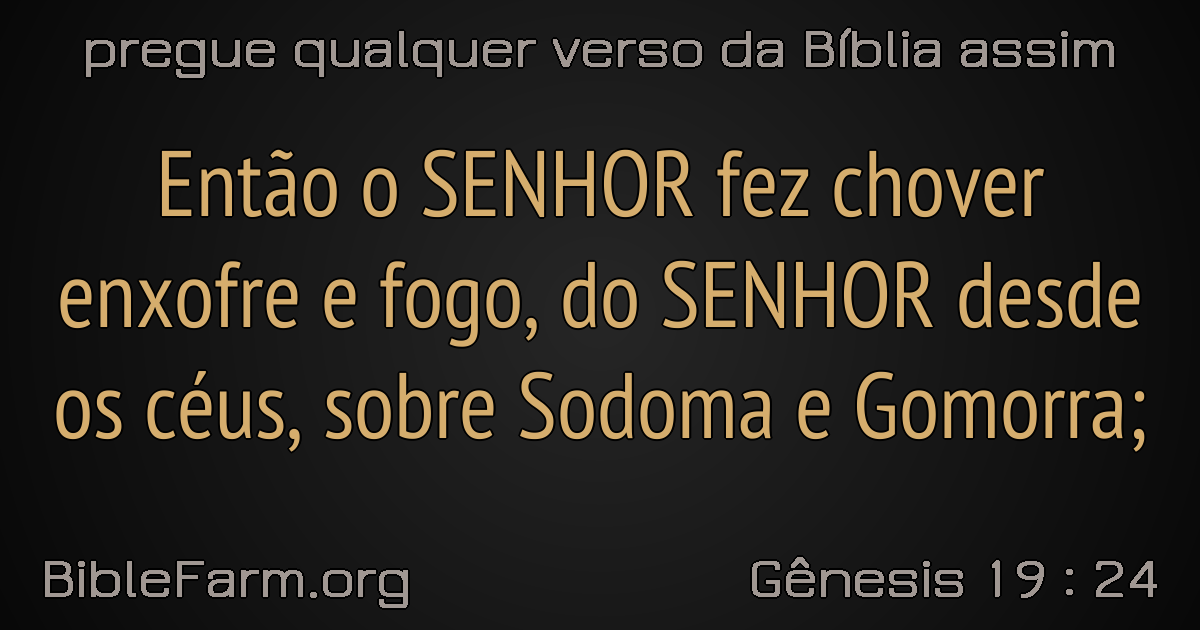 pregue qualquer verso da Bíblia assim
Então o SENHOR fez chover
enxofre e fogo, do SENHOR desde
os céus, sobre Sodoma e Gomorra;
BibleFarm.org
Gênesis 19 : 24